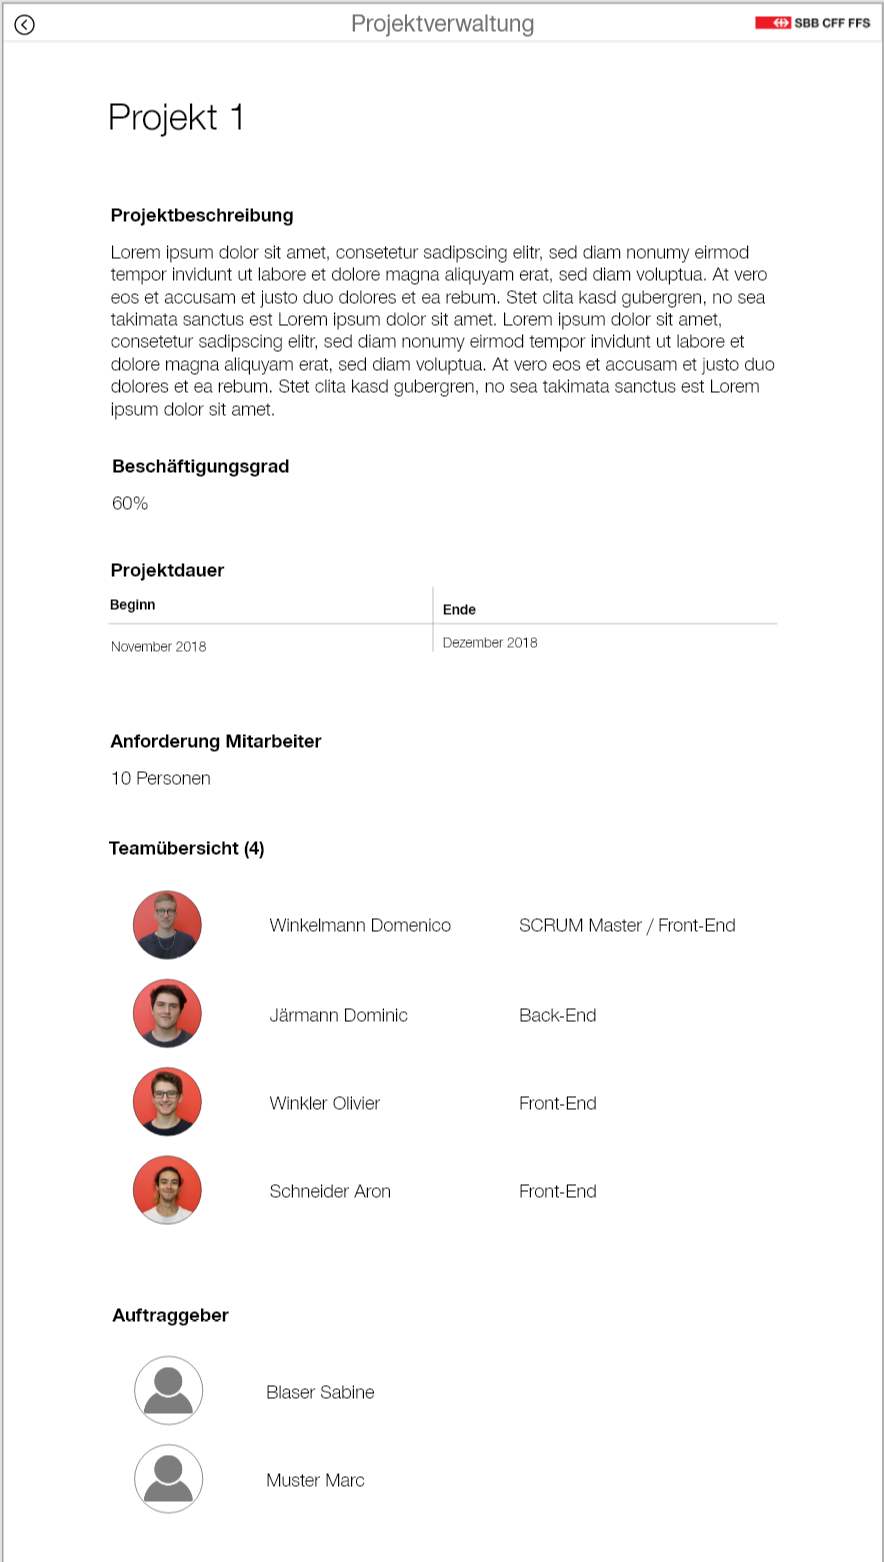 Projektverwaltung
SBB CFF FFS
Projekt 1
Projektbeschreibung
Lorem ipsum dolor sit amet, consetetur sadipscing elitr, sed diam nonumy eirmod
tempor invidunt ut labore et dolore magna aliquyam erat, sed diam voluptua. At vero
eos et accusam et justo duo dolores et ea rebum. Stet clita kasd gubergren, no sea
takimata sanctus est Lorem ipsum dolor sit amet. Lorem ipsum dolor sit amet,
consetetur sadipscing elitr, sed diam nonumy eirmod tempor invidunt ut labore et
dolore magna aliquyam erat, sed diam voluptua. At vero eos et accusam et justo duo
dolores et ea rebum. Stet clita kasd gubergren, no sea takimata sanctus est Lorem
ipsum dolor sit amet.
Beschäftigungsgrad
60%
Projektdauer
Beginn
Ende
November 2018
Dezember 2018
Anforderung Mitarbeiter
10 Personen
Teamübersicht (4)
Winkelmann Domenico
SCRUM Master / Front-End
Järmann Dominic
Back-End
Winkler Olivier
Front-End
Schneider Aron
Front-End
Auftraggeber
Blaser Sabine
Muster Marc